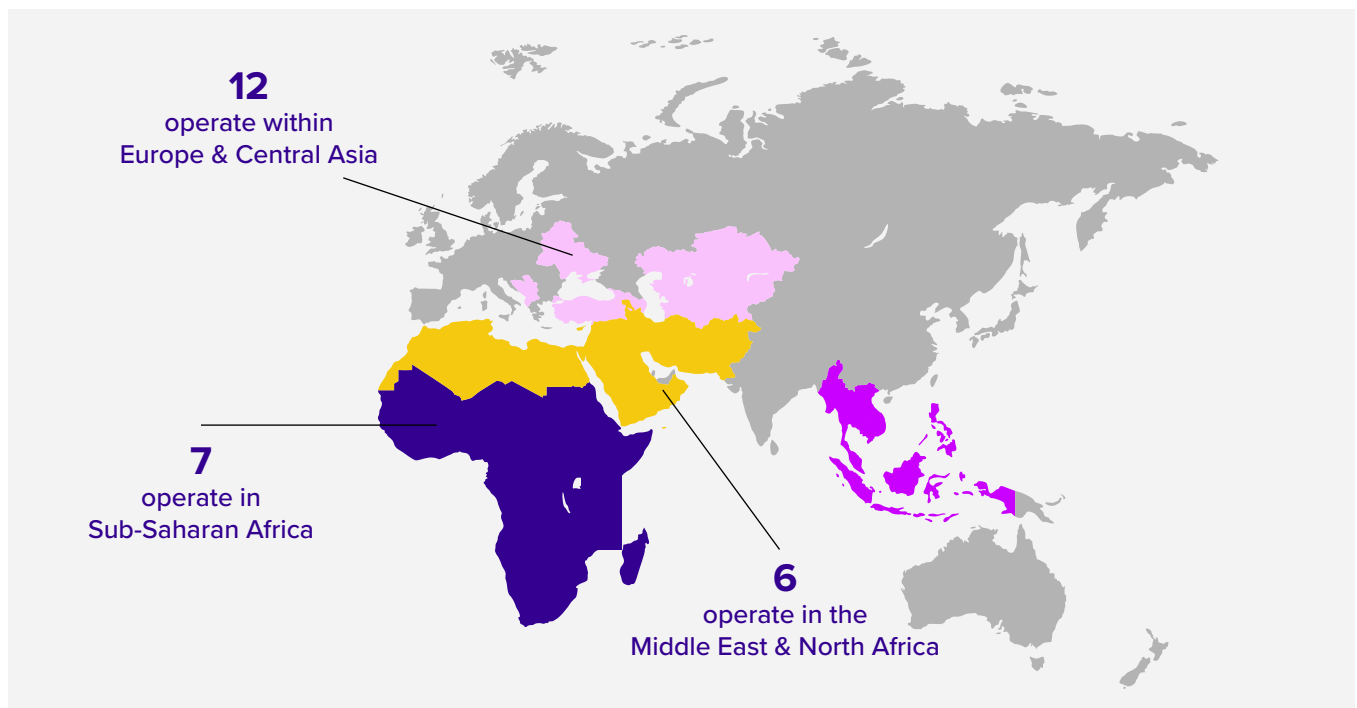 12
operate within
Europe & Central Asia
7
operate in
Sub-Saharan Africa
6
operate in the
Middle East & North Africa